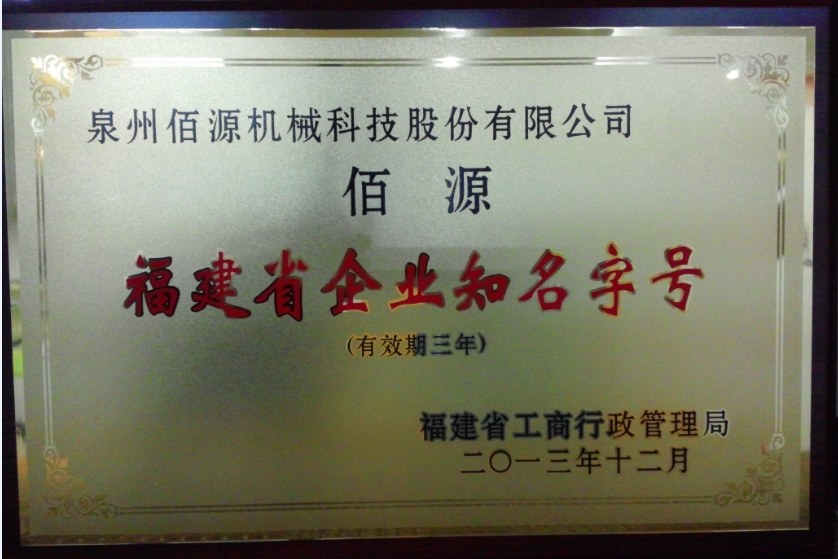 泉州佰源机械科技股份有限公司
佰 源
福建省企业知名字号
(有效期三年)
福建省工商行政管理局
二〇一三年十二月